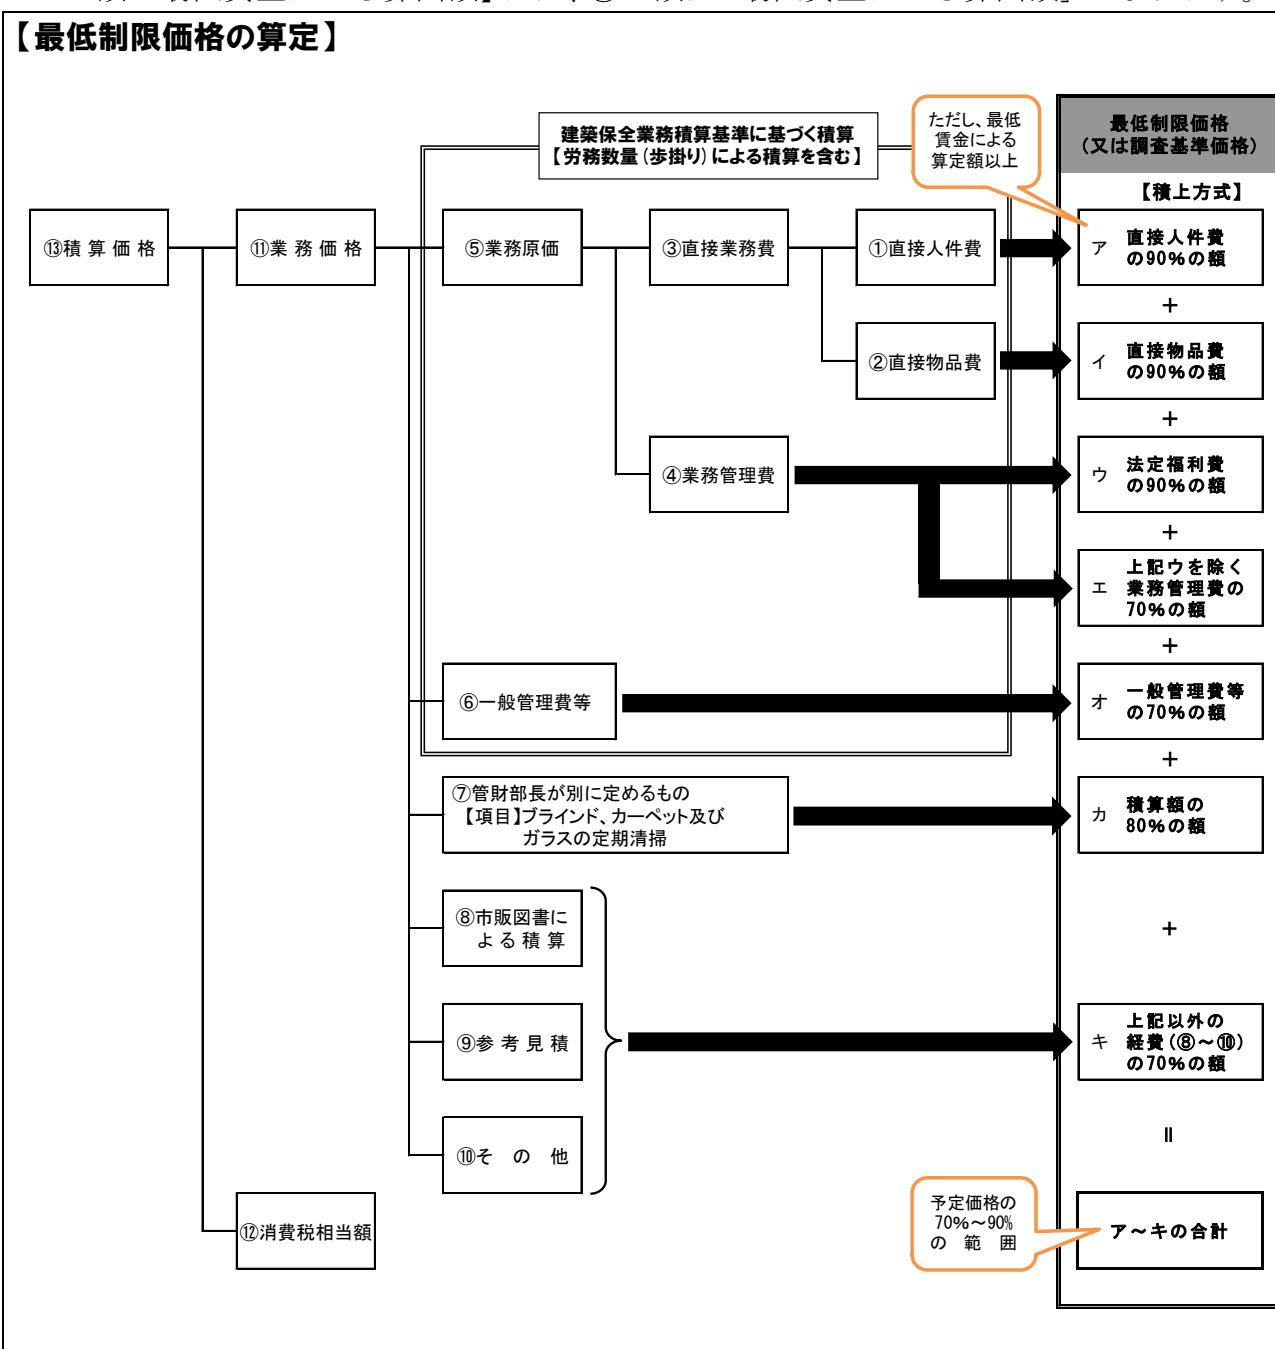 【最低制限価格の算定】
建築保全業務積算基準に基づく積算
【労務数量(歩掛り)による積算を含む】
ただし、最低
賃金による
算定額以上
最低制限価格
(又は調査基準価格)
【積上方式】
⑬積算価格
⑪業務価格
⑤業務原価
③直接業務費
①直接人件費
ア 直接人件費
の90%の額
+
②直接物品費
イ 直接物品費
の90%の額
+
④業務管理費
ウ 法定福利費
の90%の額
+
エ 上記ウを除く
業務管理費の
70%の額
+
⑥一般管理費等
オ 一般管理費等
の70%の額
+
⑦管財部長が別に定めるもの
【項目】ブラインド、カーペット及び
ガラスの定期清掃
カ 積算額の
80%の額
⑧市販図書に
よる積算
+
⑨参考見積
キ 上記以外の
経費(⑧~⑩)
の70%の額
⑩その他
॥
⑫消費税相当額
予定価格の
70%~90%
の範囲
ア~キの合計